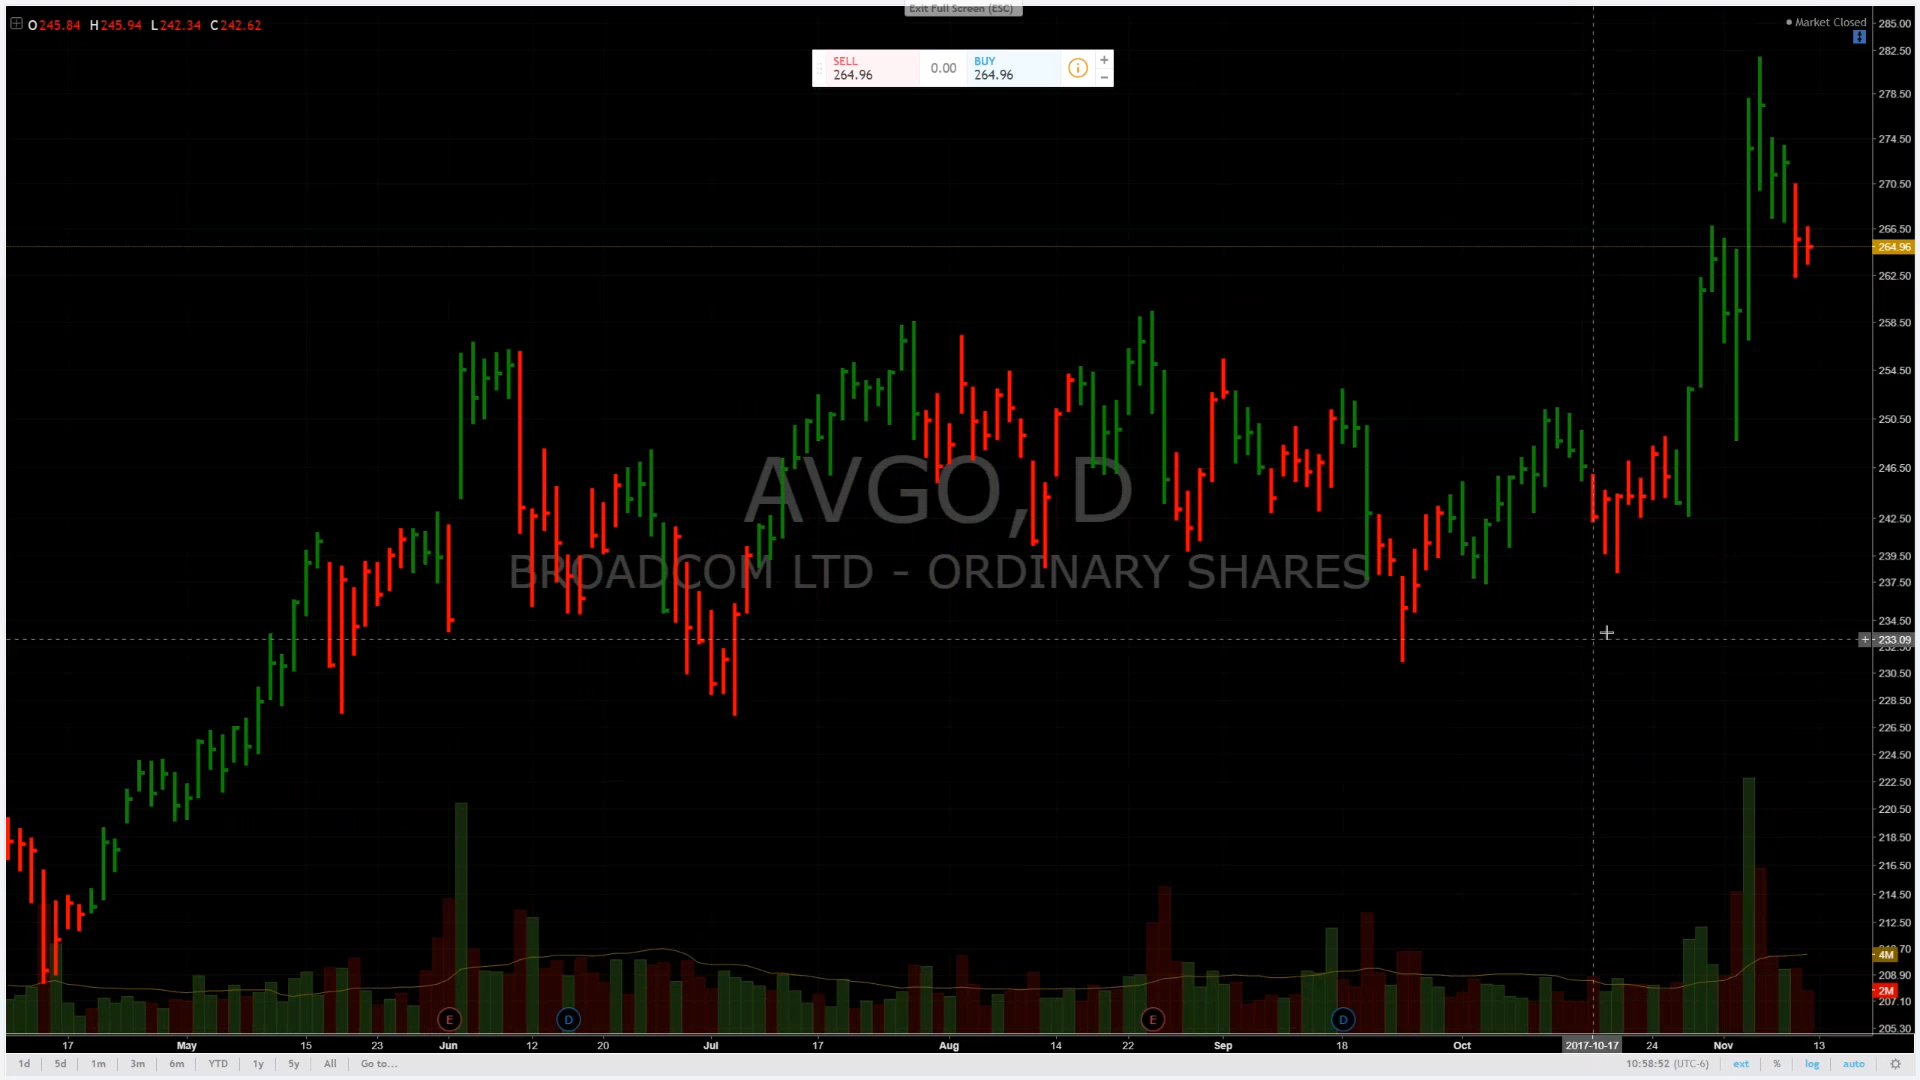 Exit Full Screen (ESC)
O245.84 H245.94 L242.34 C242.62
Market Closed
SELL
264.96
0.00
BUY
264.96
285.00
282.50
278.50
274.50
270.50
266.50
264.96
262.50
258.50
254.50
250.50
246.50
242.50
239.50
237.50
234.50
233.09
232.50
230.50
228.50
226.50
224.50
222.50
220.50
218.50
216.50
214.50
212.50
4M
208.90
2M
207.10
205.30
AVGO, D
BROADCOM LTD - ORDINARY SHARES
E D E D
17 May 15 23 Jun 12 20 Jul 17 Aug 14 22 Sep 18 Oct 2017-10-17 24 Nov 13
1d 5d 1m 3m 6m YTD 1y 5y All Go to...
10:58:52 (UTC-6) ext % log auto